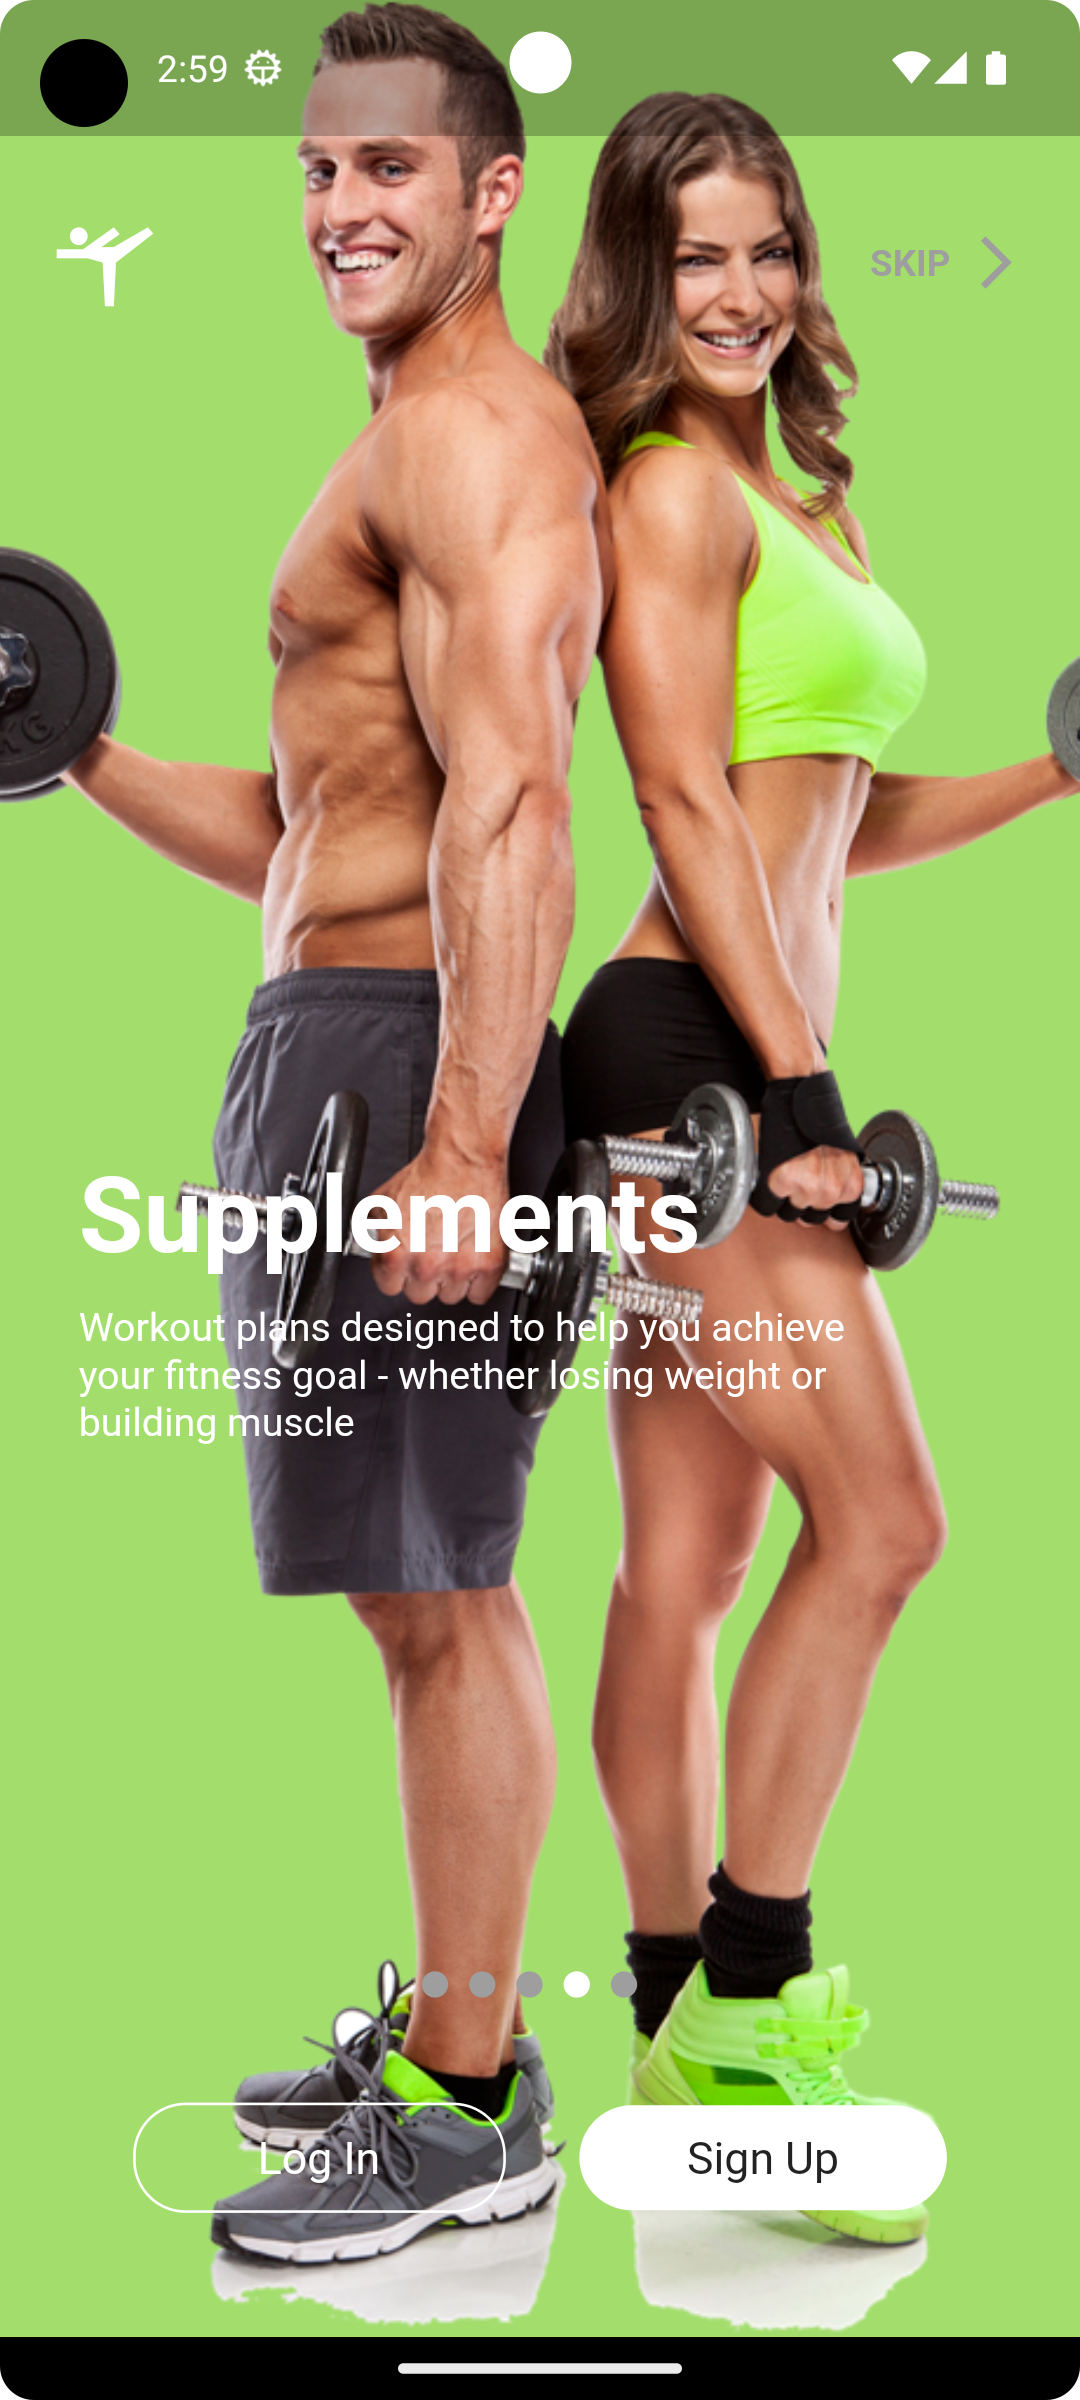 2:59
SKIP
Supplements
Workout plans designed to help you achieve
your fitness goal - whether losing weight or
building muscle
Log In
Sign Up